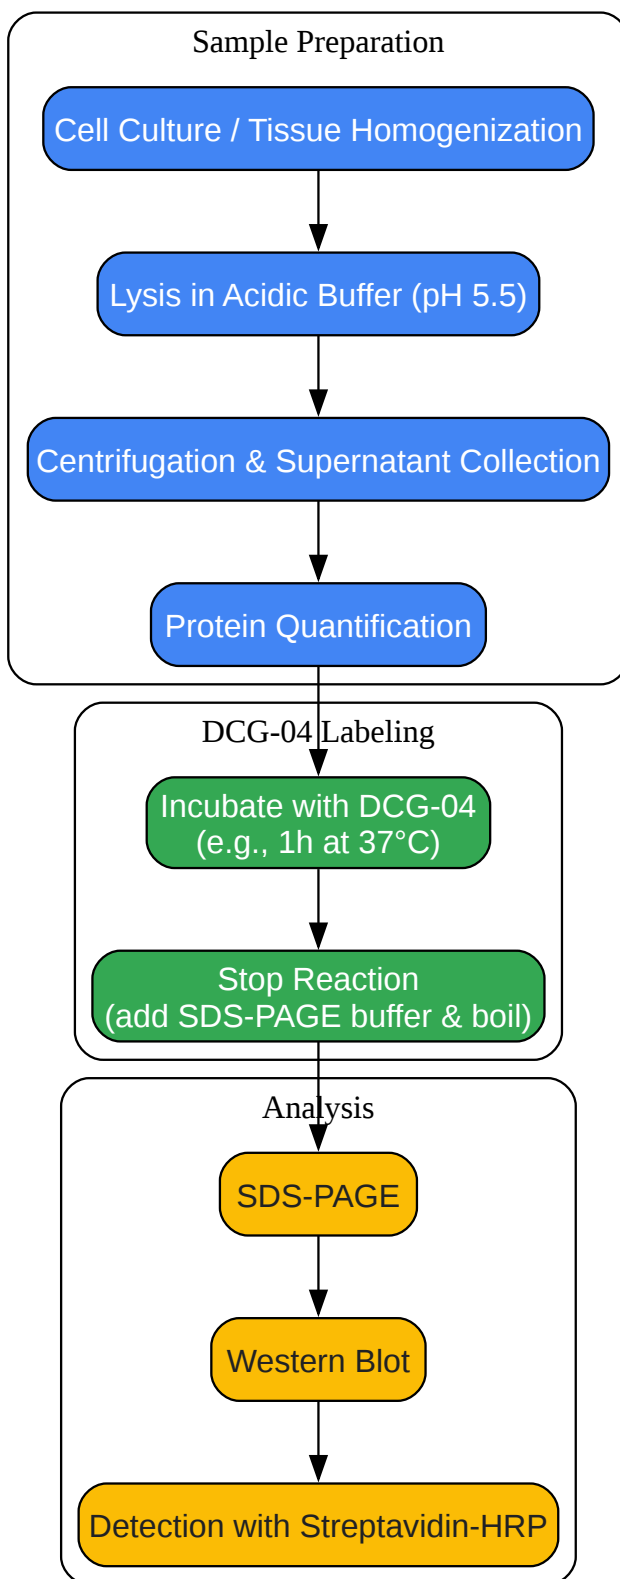 Sample Preparation
Cell Culture / Tissue Homogenization
Lysis in Acidic Buffer (pH 5.5)
Centrifugation & Supernatant Collection
Protein Quantification
DCG-04 Labeling
Incubate with DCG-04
(e.g., 1h at 37°C)
Stop Reaction
(add SDS-PAGE buffer & boil)
Analysis
SDS-PAGE
Western Blot
Detection with Streptavidin-HRP